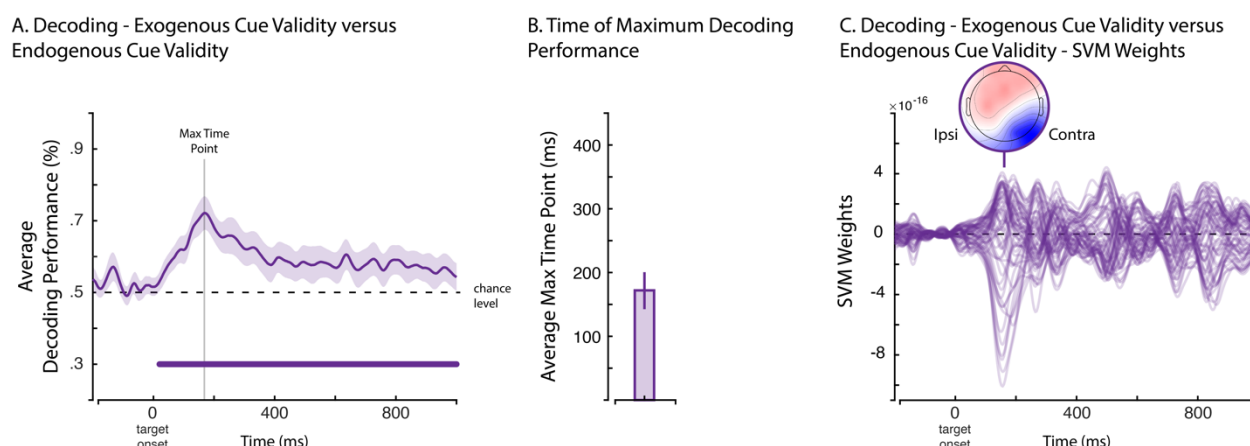 A. Decoding - Exogenous Cue Validity versus
Endogenous Cue Validity
Average
Decoding Performance (%)
.9
.7
.5
.3
Max Time
Point
chance
level
0
400
800
target
onset
Time (ms)
B. Time of Maximum Decoding
Performance
Average Max Time Point (ms)
400
300
200
100
C. Decoding - Exogenous Cue Validity versus
Endogenous Cue Validity - SVM Weights
×10⁻¹⁶
Ipsi
Contra
SVM Weights
4
0
-4
-8
0
400
800
target
onset
Time (ms)